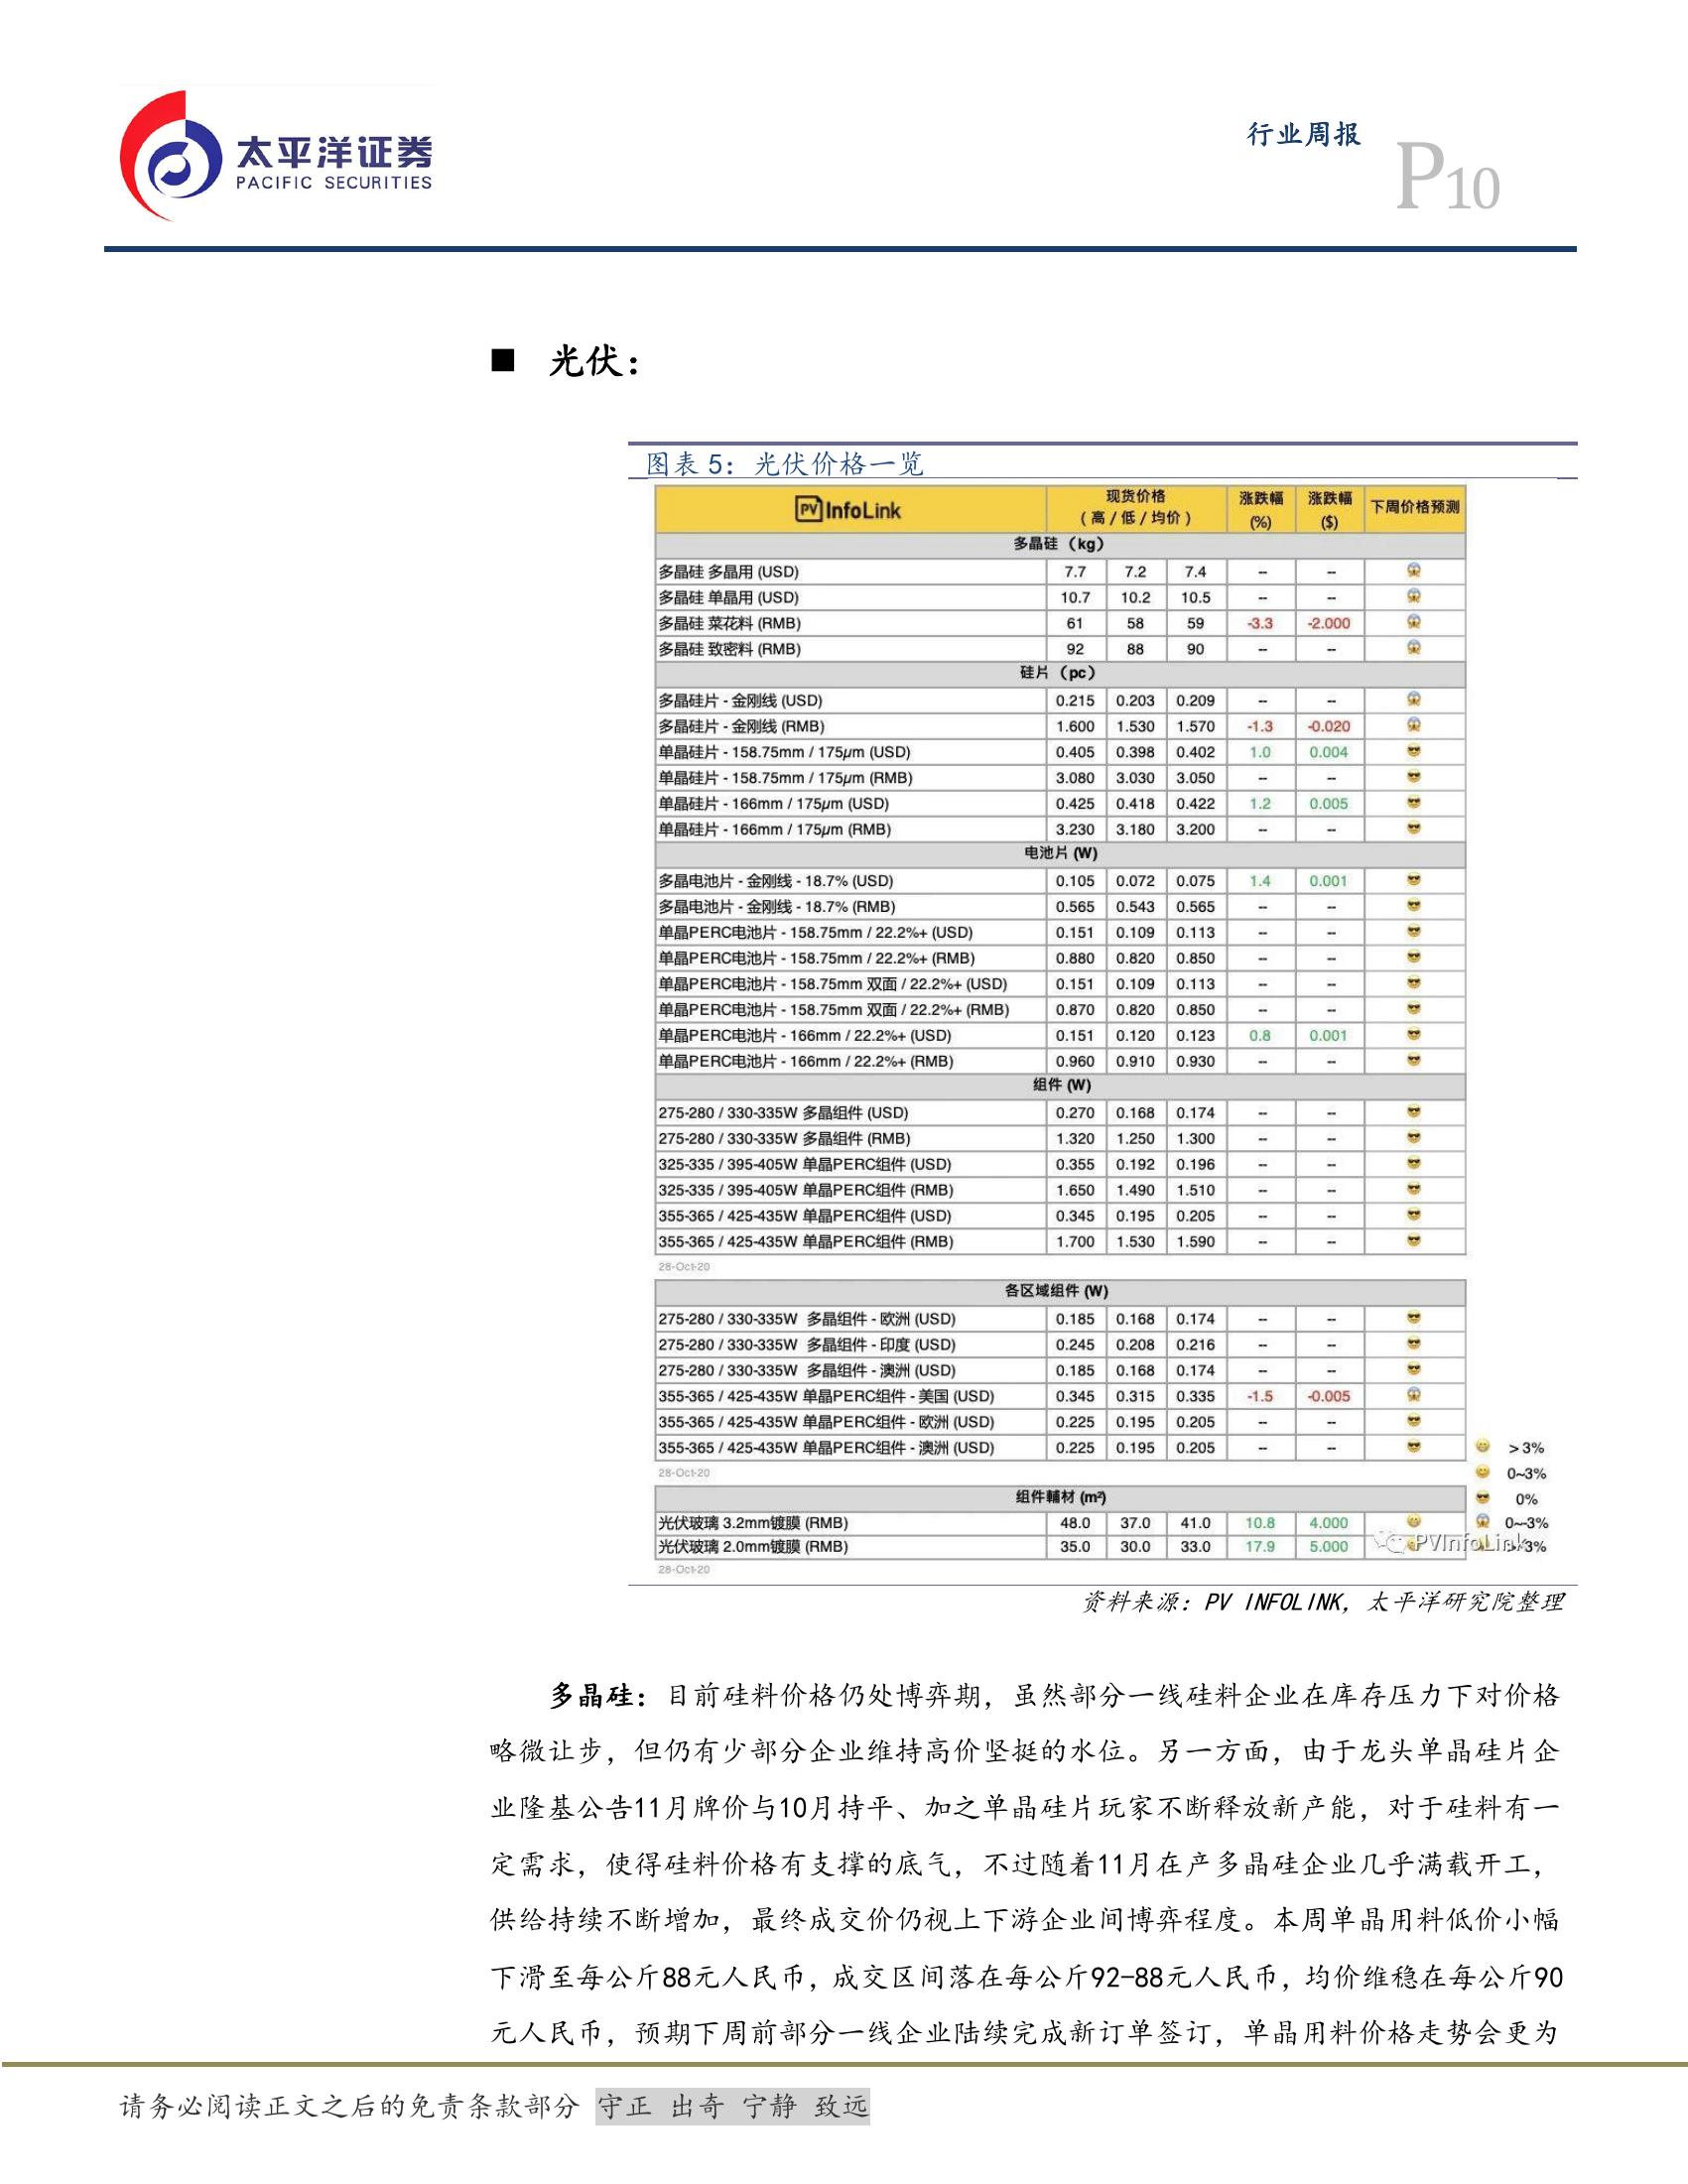 太平洋证券
PACIFIC SECURITIES
行业周报
P10
■ 光伏：
图表 5：光伏价格一览
PV InfoLink 现货价格 (高 / 低 / 均价) 涨跌幅 (%) 涨跌幅 ($) 下周价格预测
多晶硅 (kg)
多晶硅 多晶用 (USD) 7.7 7.2 7.4 -- --
多晶硅 单晶用 (USD) 10.7 10.2 10.5 -- --
多晶硅 菜花料 (RMB) 61 58 59 -3.3 -2.000
多晶硅 致密料 (RMB) 92 88 90 -- --
硅片 (pc)
多晶硅片 - 金刚线 (USD) 0.215 0.203 0.209 -- --
多晶硅片 - 金刚线 (RMB) 1.600 1.530 1.570 -1.3 -0.020
单晶硅片 - 158.75mm / 175μm (USD) 0.405 0.398 0.402 1.0 0.004
单晶硅片 - 158.75mm / 175μm (RMB) 3.080 3.030 3.050 -- --
单晶硅片 - 166mm / 175μm (USD) 0.425 0.418 0.422 1.2 0.005
单晶硅片 - 166mm / 175μm (RMB) 3.230 3.180 3.200 -- --
电池片 (W)
多晶电池片 - 金刚线 - 18.7% (USD) 0.105 0.072 0.075 1.4 0.001
多晶电池片 - 金刚线 - 18.7% (RMB) 0.565 0.543 0.565 -- --
单晶PERC电池片 - 158.75mm / 22.2%+ (USD) 0.151 0.109 0.113 -- --
单晶PERC电池片 - 158.75mm / 22.2%+ (RMB) 0.880 0.820 0.850 -- --
单晶PERC电池片 - 158.75mm 双面 / 22.2%+ (USD) 0.151 0.109 0.113 -- --
单晶PERC电池片 - 158.75mm 双面 / 22.2%+ (RMB) 0.870 0.820 0.850 -- --
单晶PERC电池片 - 166mm / 22.2%+ (USD) 0.151 0.120 0.123 0.8 0.001
单晶PERC电池片 - 166mm / 22.2%+ (RMB) 0.960 0.910 0.930 -- --
组件 (W)
275-280 / 330-335W 多晶组件 (USD) 0.270 0.168 0.174 -- --
275-280 / 330-335W 多晶组件 (RMB) 1.320 1.250 1.300 -- --
325-335 / 395-405W 单晶PERC组件 (USD) 0.355 0.192 0.196 -- --
325-335 / 395-405W 单晶PERC组件 (RMB) 1.650 1.490 1.510 -- --
355-365 / 425-435W 单晶PERC组件 (USD) 0.345 0.195 0.205 -- --
355-365 / 425-435W 单晶PERC组件 (RMB) 1.700 1.530 1.590 -- --
28-Oct-20
各区域组件 (W)
275-280 / 330-335W 多晶组件 - 欧洲 (USD) 0.185 0.168 0.174 -- --
275-280 / 330-335W 多晶组件 - 印度 (USD) 0.245 0.208 0.216 -- --
275-280 / 330-335W 多晶组件 - 澳洲 (USD) 0.185 0.168 0.174 -- --
355-365 / 425-435W 单晶PERC组件 - 美国 (USD) 0.345 0.315 0.335 -1.5 -0.005
355-365 / 425-435W 单晶PERC组件 - 欧洲 (USD) 0.225 0.195 0.205 -- --
355-365 / 425-435W 单晶PERC组件 - 澳洲 (USD) 0.225 0.195 0.205 -- --
> 3%
28-Oct-20
0~3%
组件輔材 (m²)
0%
光伏玻璃 3.2mm镀膜 (RMB) 48.0 37.0 41.0 10.8 4.000
0~-3%
光伏玻璃 2.0mm镀膜 (RMB) 35.0 30.0 33.0 17.9 5.000
PVInfoLink
28-Oct-20
资料来源：PV INFOLINK，太平洋研究院整理
多晶硅：目前硅料价格仍处博弈期，虽然部分一线硅料企业在库存压力下对价格
略微让步，但仍有少部分企业维持高价坚挺的水位。另一方面，由于龙头单晶硅片企
业隆基公告11月牌价与10月持平、加之单晶硅片玩家不断释放新产能，对于硅料有一
定需求，使得硅料价格有支撑的底气，不过随着11月在产多晶硅企业几乎满载开工，
供给持续不断增加，最终成交价仍视上下游企业间博弈程度。本周单晶用料低价小幅
下滑至每公斤88元人民币，成交区间落在每公斤92-88元人民币，均价维稳在每公斤90
元人民币，预期下周前部分一线企业陆续完成新订单签订，单晶用料价格走势会更为
请务必阅读正文之后的免责条款部分 守正 出奇 宁静 致远